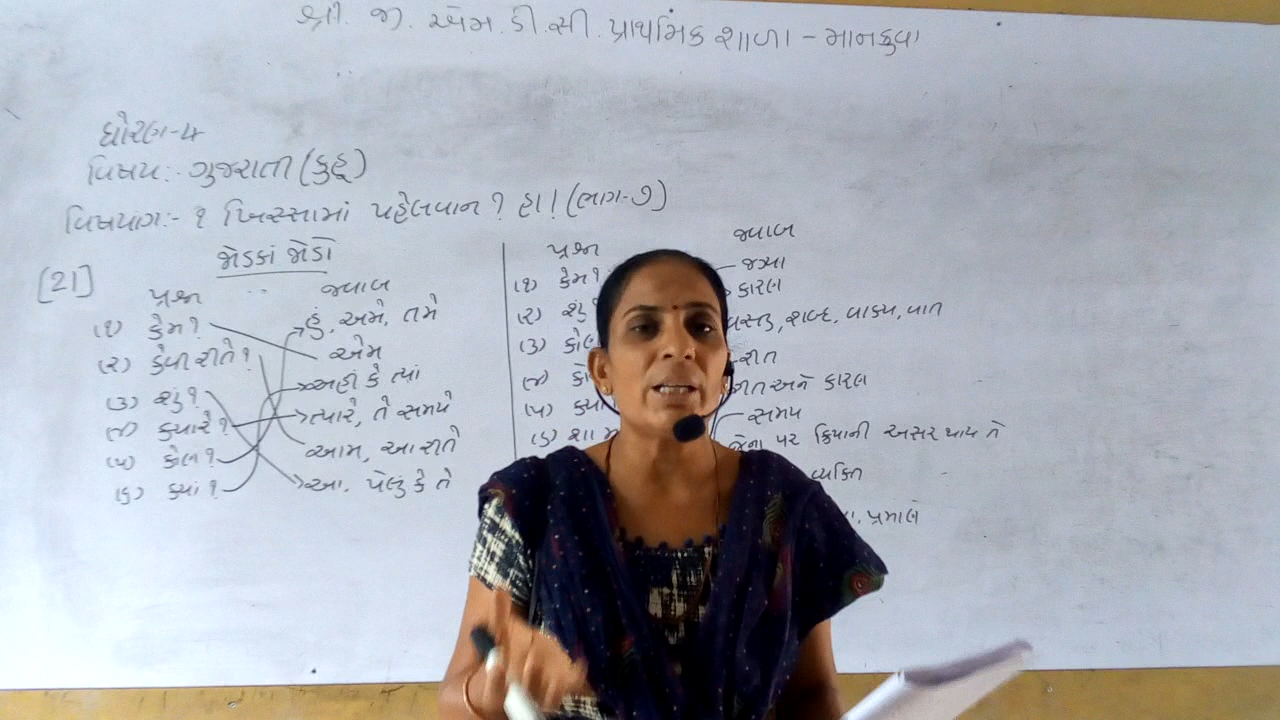 શ્રી. જી. એમ. ડી. સી. પ્રાથમિક શાળા - માનકુવા
ધોરણ-૪
વિષય:- ગુજરાતી (કુહૂ)
વિષયાંગ:- ૧ ખિસ્સામાં પહેલવાન ? હા ! (ભાગ-૭)
[21] જોડકાં જોડો
પ્રશ્ન જવાબ
(૧) કેમ? હું, અમે, તમે
(૨) કેવી રીતે? એમ
(૩) શું? અહીં કે ત્યાં
(૪) ક્યારે? ત્યારે, તે સમયે
(૫) કોણ? આમ, આ રીતે
(૬) ક્યાં? આ. પેલું કે તે
પ્રશ્ન જવાબ
(૧) કેમ? જગ્યા
(૨) શું? કારણ
(૩) વસ્તુ, શબ્દ, વાક્ય, વાત
(૪) રીત
(૫) રીત અને કારણ
(૬) સમય
જેના પર ક્રિયાની અસર થાય તે
વ્યક્તિ
પ્રમાણ